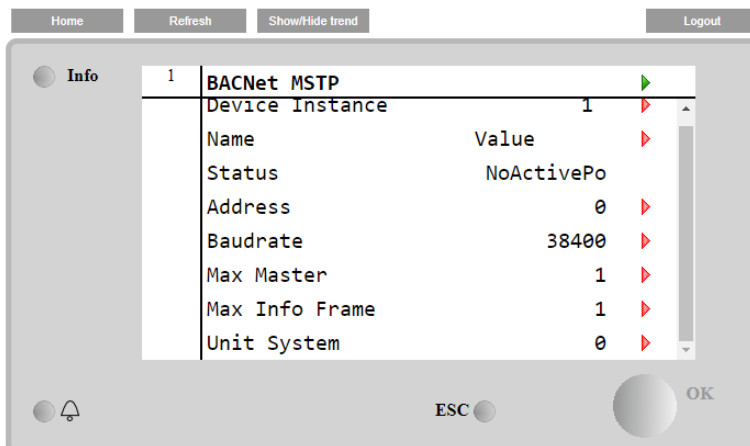 Home Refresh Show/Hide trend Logout
Info 1 BACNet MSTP
Device Instance 1
Name Value
Status NoActivePo
Address 0
Baudrate 38400
Max Master 1
Max Info Frame 1
Unit System 0
ESC OK